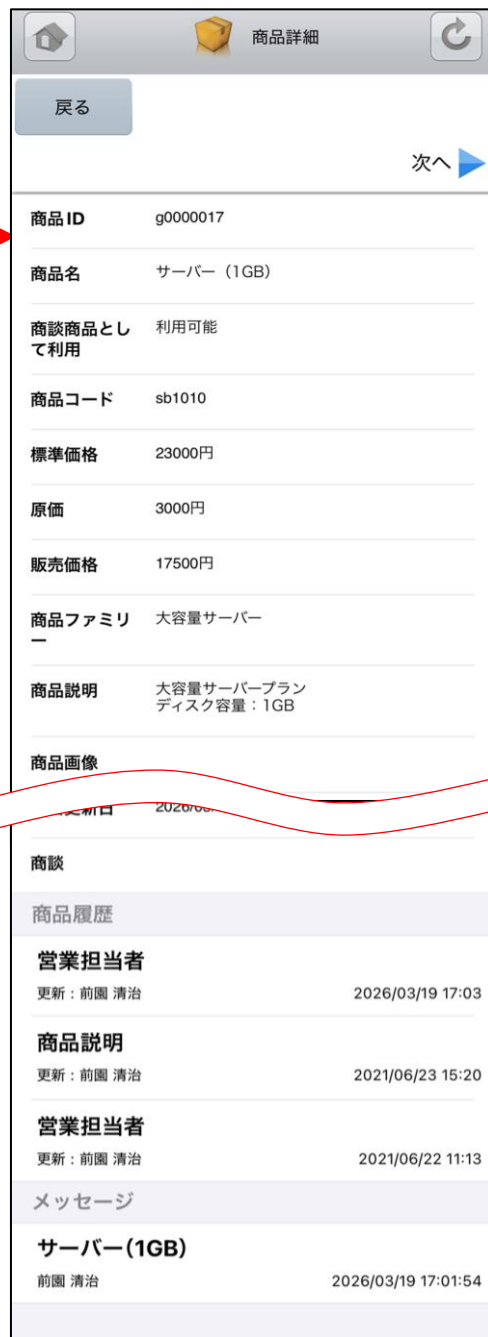 商品詳細
戻る
次へ
商品ID g0000017
商品名 サーバー（1GB）
商談商品とし 利用可能
て利用
商品コード sb1010
標準価格 23000円
原価 3000円
販売価格 17500円
商品ファミリ 大容量サーバー
ー
商品説明 大容量サーバープラン
ディスク容量：1GB
商品画像
商談
商品履歴
営業担当者
更新：前園 清治 2026/03/19 17:03
商品説明
更新：前園 清治 2021/06/23 15:20
営業担当者
更新：前園 清治 2021/06/22 11:13
メッセージ
サーバー(1GB)
前園 清治 2026/03/19 17:01:54